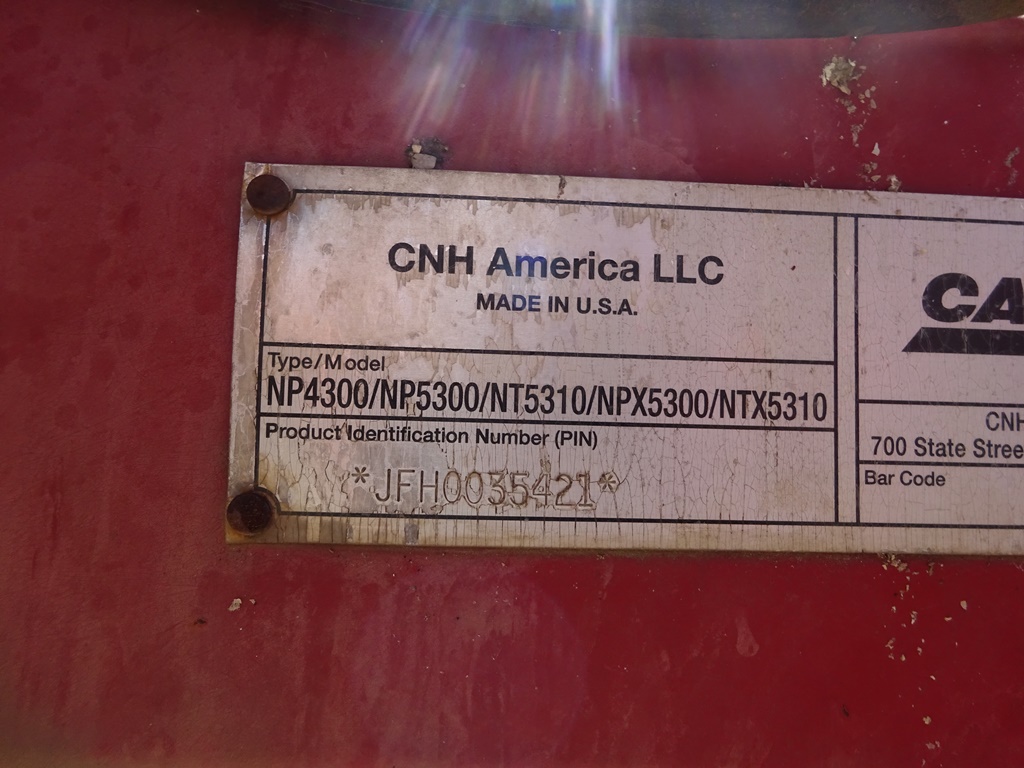 CNH America LLC
MADE IN U.S.A.
Type/Model
NP4300/NP5300/NT5310/NPX5300/NTX5310
Product Identification Number (PIN)
*JFH0035421*
CA
CNH
700 State Stree
Bar Code